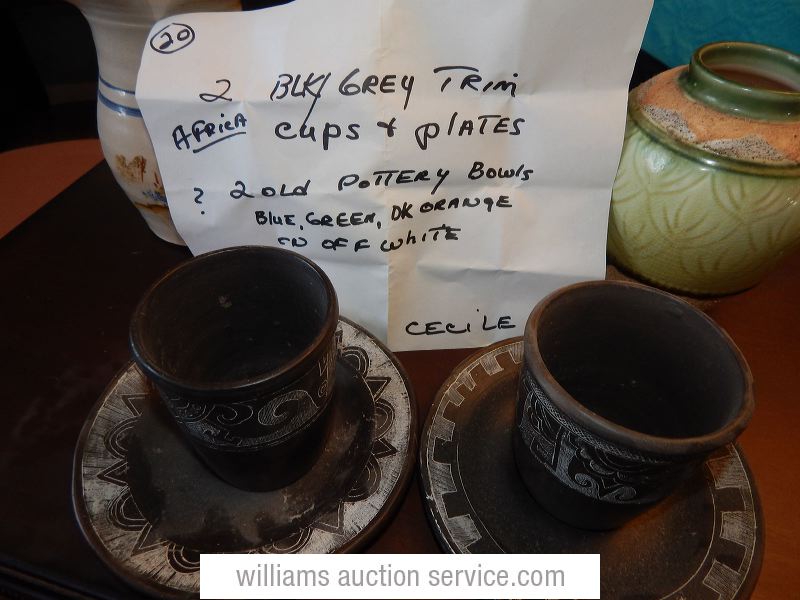 20
2 BLK/GREY TRIM
AFRICA cups + plATES
? 2 OLD POTTERY BOWLS
BLUE, GREEN, DK ORANGE
ON OFF WHITE
CECILE
williams auction service.com